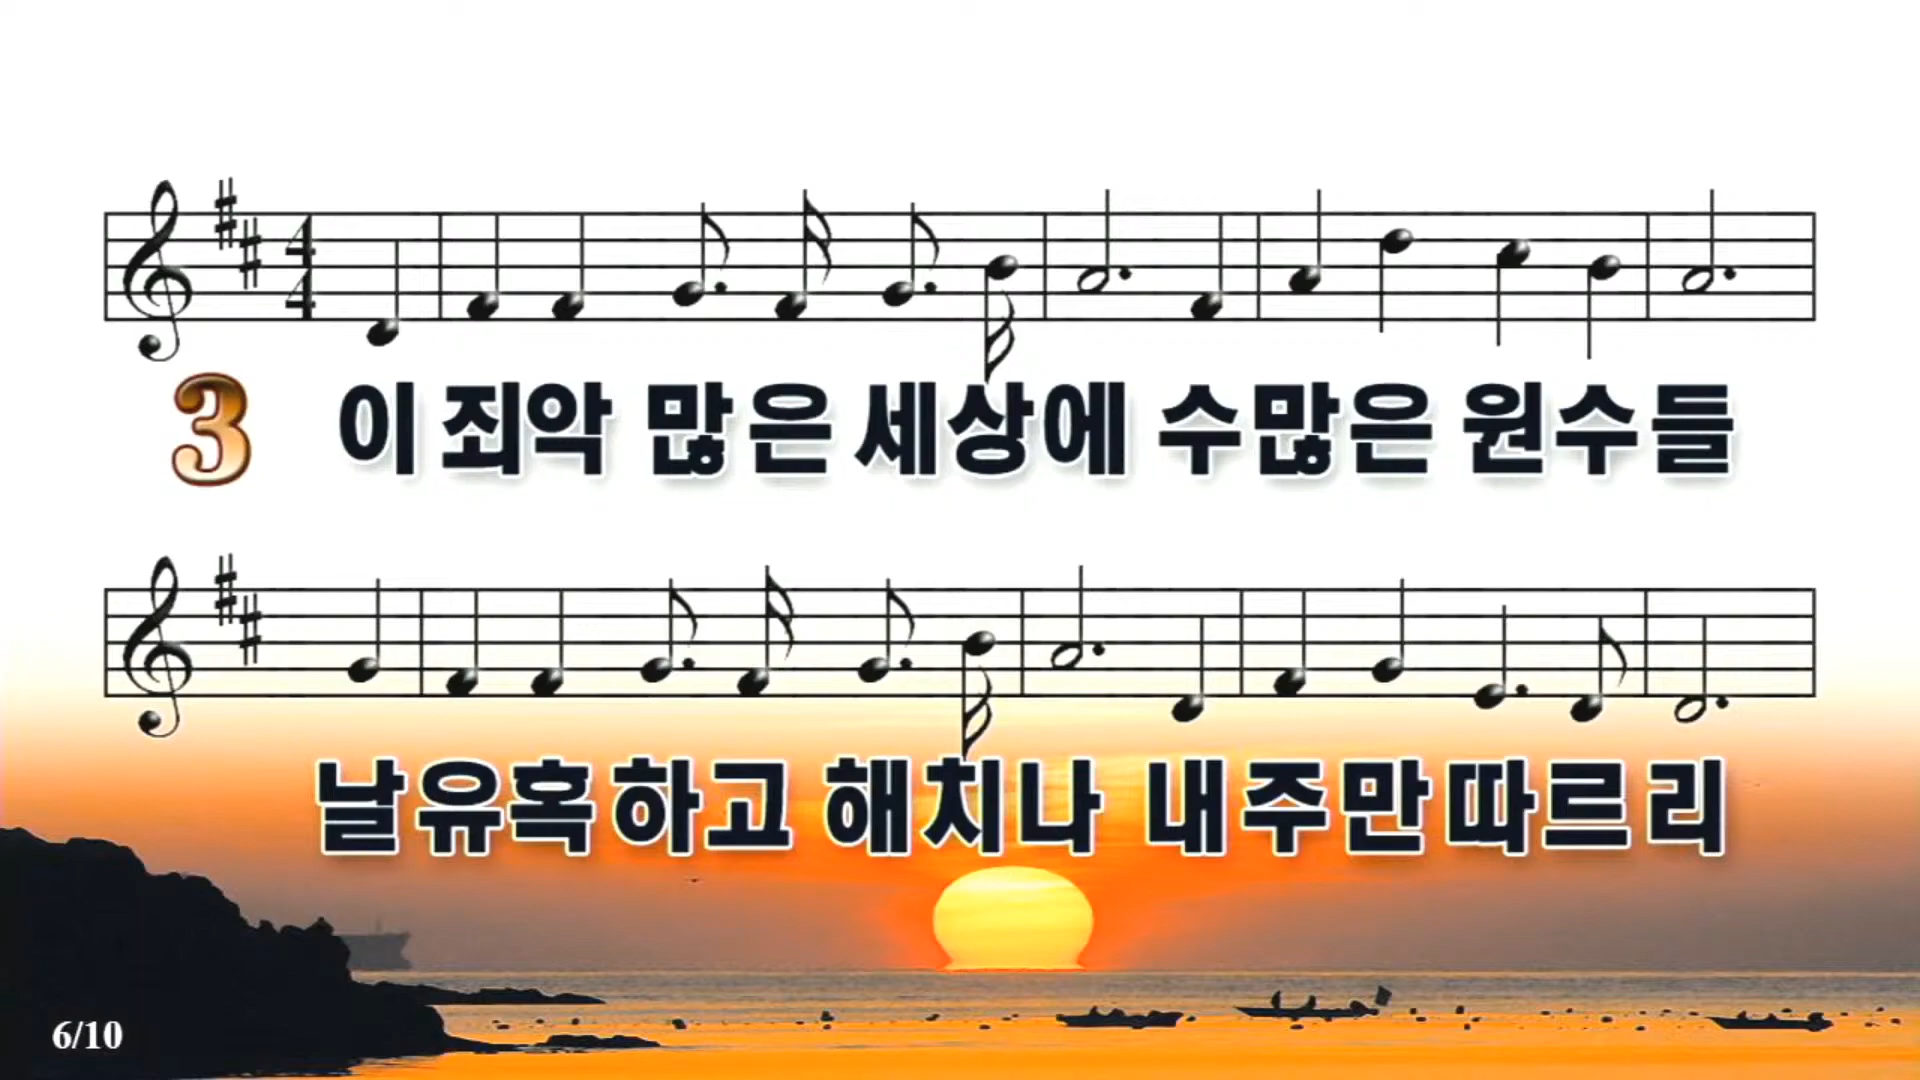 3 이 죄악 많은 세상에 수많은 원수들
날 유혹하고 해치나 내 주만 따르리
6/10